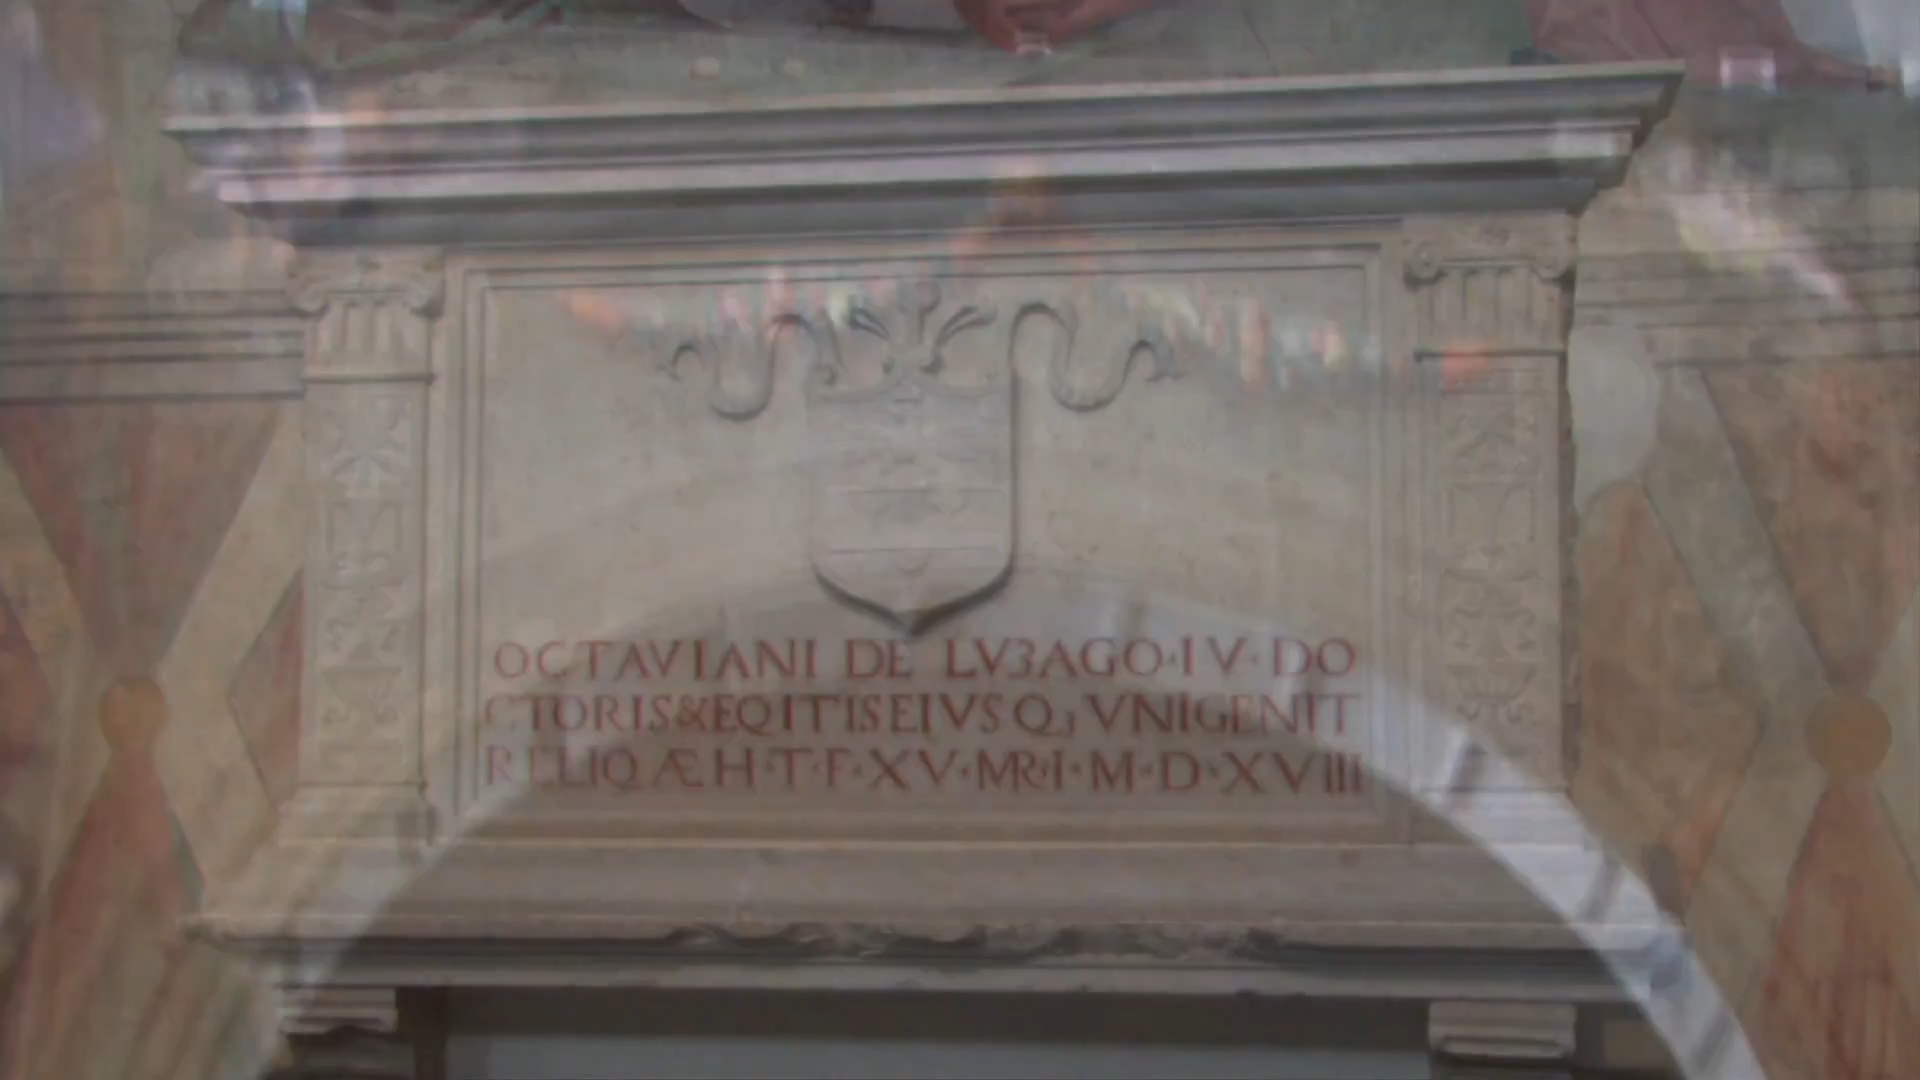 OCTAVIANI DE LVBAGO·IV·DO
CTORIS&EQITISEIVSQ; VNIGENIT
RELIQÆ H·T·F·XV·MR·I·M·D·XVIII